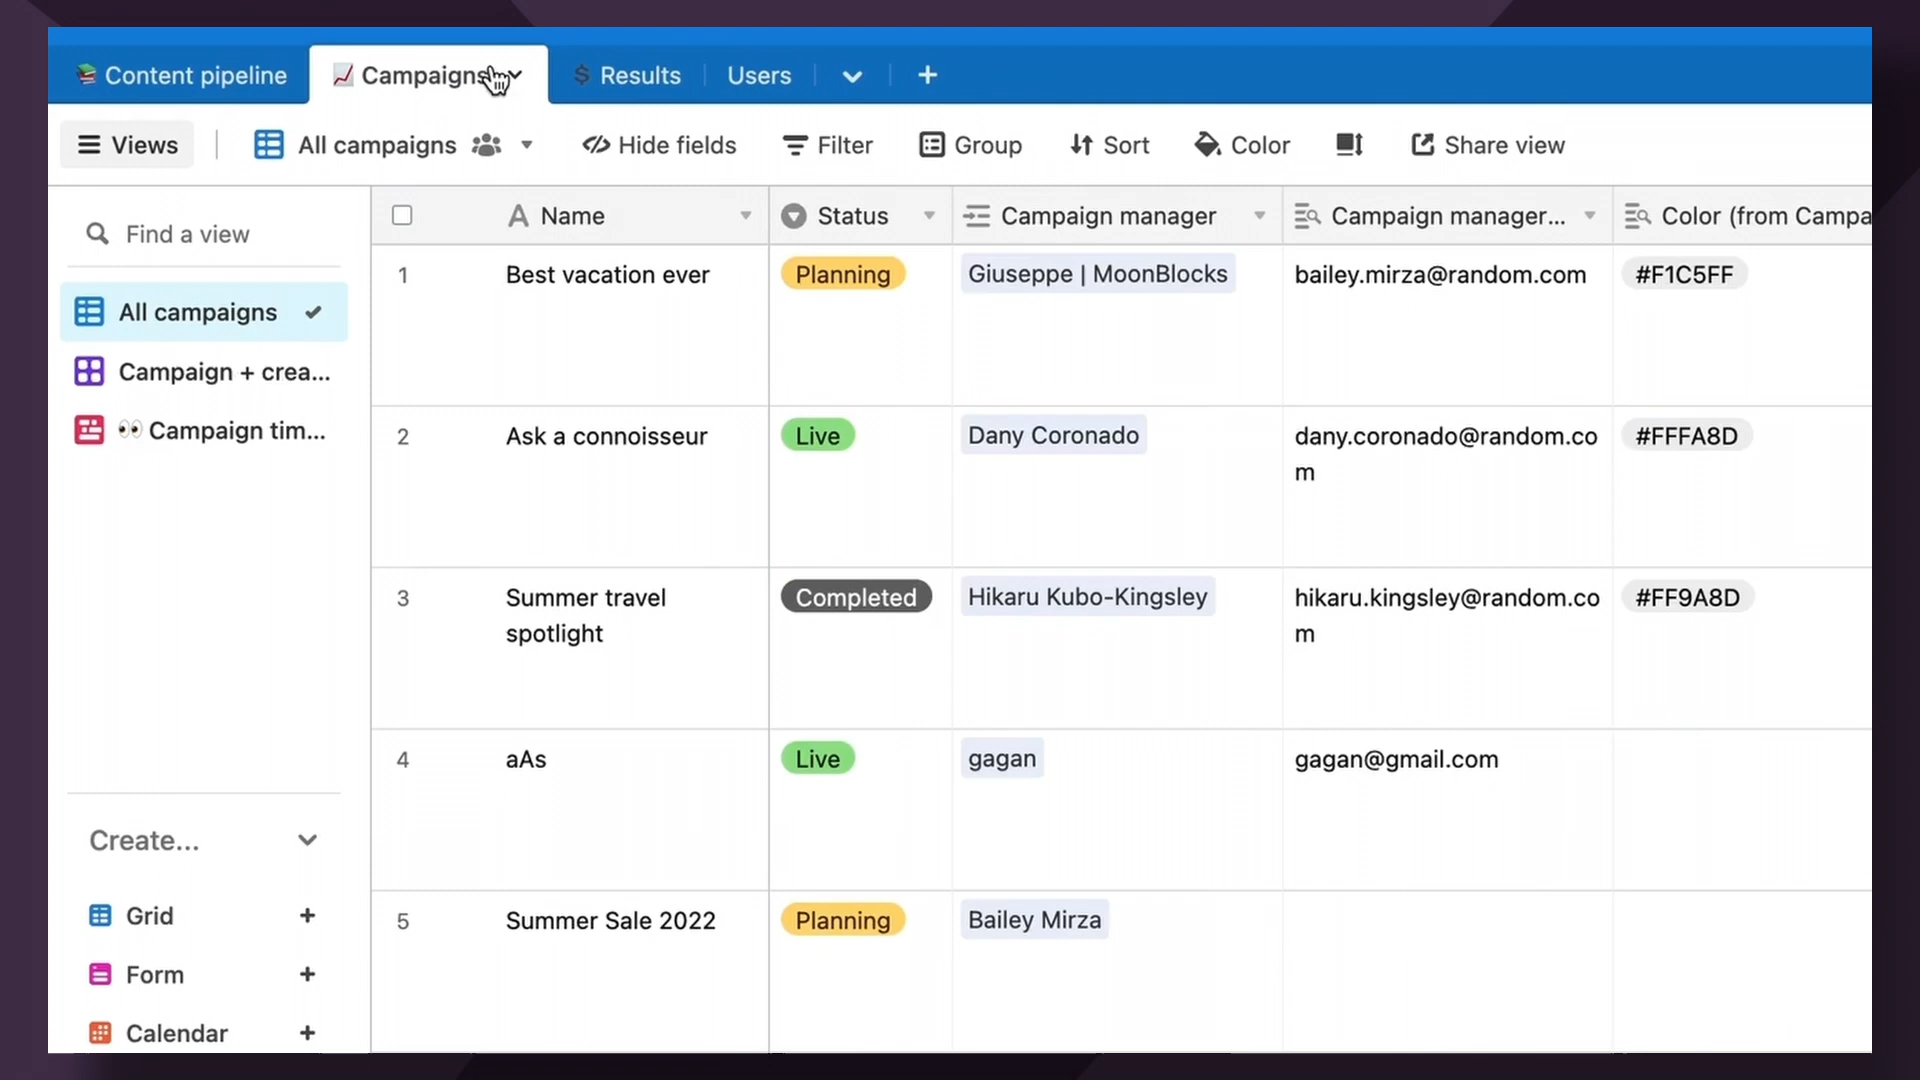 Content pipeline
Campaigns
$ Results
Users
+
Views
All campaigns
Hide fields
Filter
Group
Sort
Color
Share view
Find a view
All campaigns
Campaign + crea...
👀 Campaign tim...
Create...
Grid +
Form +
Calendar +
A Name
Status
Campaign manager
Campaign manager...
Color (from Campa
1
Best vacation ever
Planning
Giuseppe | MoonBlocks
bailey.mirza@random.com
#F1C5FF
2
Ask a connoisseur
Live
Dany Coronado
dany.coronado@random.co
m
#FFFA8D
3
Summer travel
spotlight
Completed
Hikaru Kubo-Kingsley
hikaru.kingsley@random.co
m
#FF9A8D
4
aAs
Live
gagan
gagan@gmail.com
5
Summer Sale 2022
Planning
Bailey Mirza